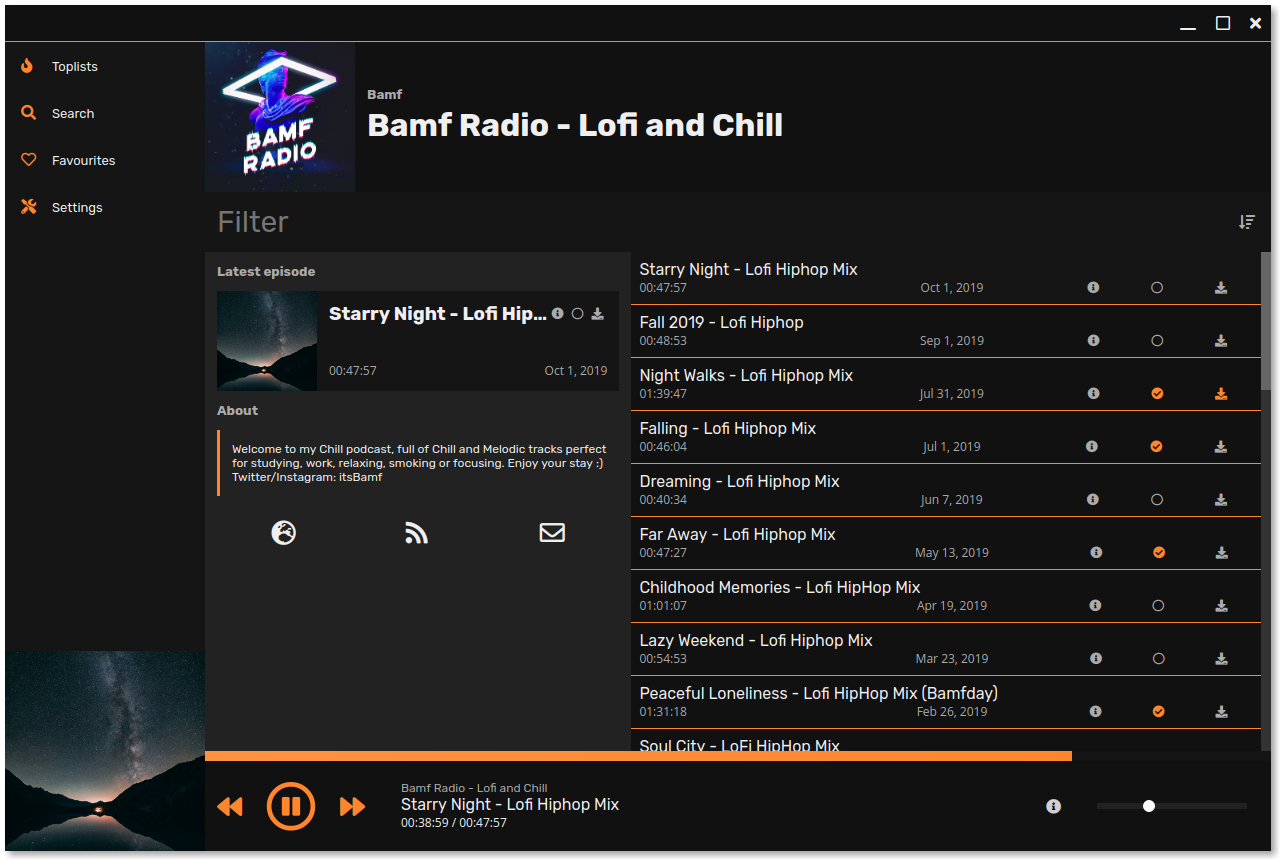 Toplists
Search
Favourites
Settings
BAMF
RADIO
Bamf
Bamf Radio - Lofi and Chill
Filter
Latest episode
Starry Night - Lofi Hip...
00:47:57
Oct 1, 2019
About
Welcome to my Chill podcast, full of Chill and Melodic tracks perfect
for studying, work, relaxing, smoking or focusing. Enjoy your stay :)
Twitter/Instagram: itsBamf
Starry Night - Lofi Hiphop Mix
00:47:57 Oct 1, 2019
Fall 2019 - Lofi Hiphop
00:48:53 Sep 1, 2019
Night Walks - Lofi Hiphop Mix
01:39:47 Jul 31, 2019
Falling - Lofi Hiphop Mix
00:46:04 Jul 1, 2019
Dreaming - Lofi Hiphop Mix
00:40:34 Jun 7, 2019
Far Away - Lofi Hiphop Mix
00:47:27 May 13, 2019
Childhood Memories - Lofi HipHop Mix
01:01:07 Apr 19, 2019
Lazy Weekend - Lofi Hiphop Mix
00:54:53 Mar 23, 2019
Peaceful Loneliness - Lofi HipHop Mix (Bamfday)
01:31:18 Feb 26, 2019
Soul City - LoFi HipHop Mix
Bamf Radio - Lofi and Chill
Starry Night - Lofi Hiphop Mix
00:38:59 / 00:47:57